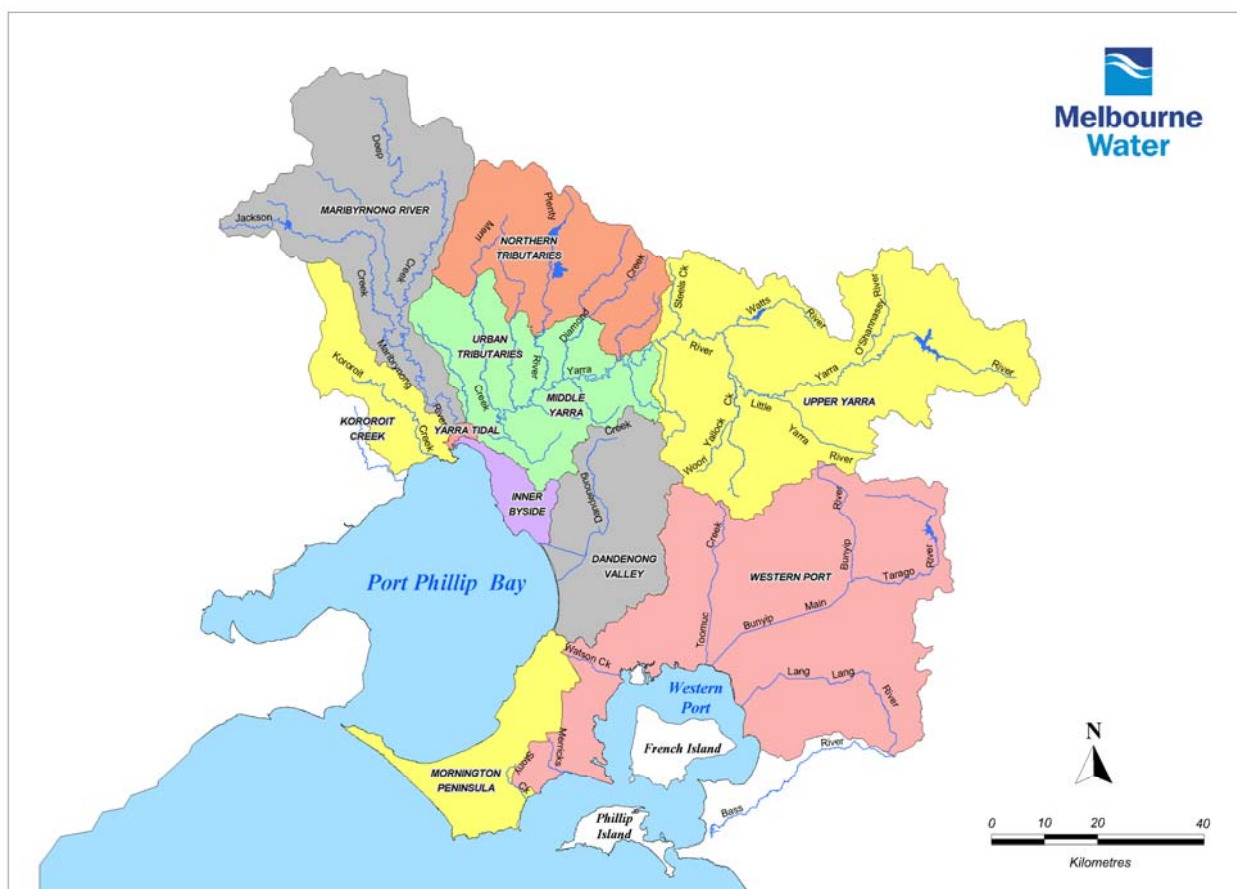 Melbourne
Water
Deep
Jackson
MARIBYRNONG RIVER
Creek
Creek
Maribrynong
River
Merri
Plenty
NORTHERN
TRIBUTARIES
Creek
Diamond
URBAN
TRIBUTARIES
River
Yarra
Creek
MIDDLE
YARRA
Steels Ck
Watts
River
River
O'Shannassy River
Yarra
River
UPPER YARRA
Little
Yarra
River
Woori
Yallock
Ck
Kororoit
Creek
KOROROIT
CREEK
YARRA TIDAL
INNER
BYSIDE
Creek
Dandenong
DANDENONG
VALLEY
Port Phillip Bay
WESTERN PORT
Toomuc
Creek
River
Bunyip
Bunyip
Main
Tarago
River
Lang
Lang
River
Watson Ck
Western
Port
French Island
River
Bass
Merricks
Stony
Ck
MORNINGTON
PENINSULA
Phillip
Island
N
0 10 20 40
Kilometres